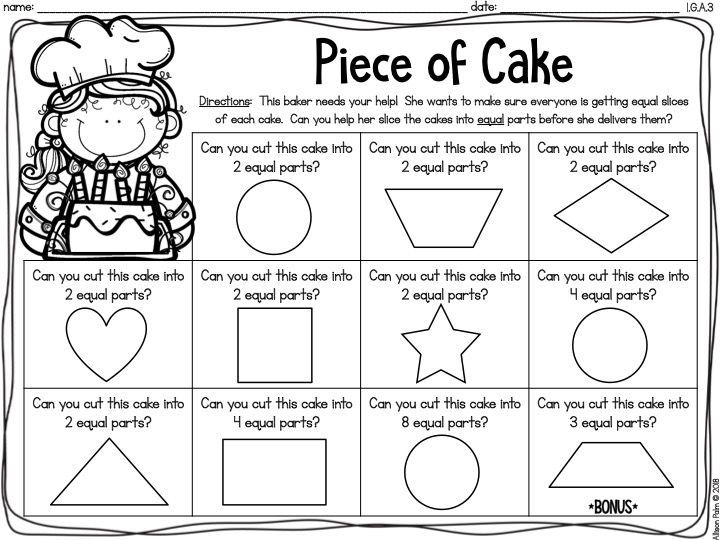 name: ________________ date: ________________ 1.G.A.3
Piece of Cake
Directions: This baker needs your help! She wants to make sure everyone is getting equal slices
of each cake. Can you help her slice the cakes into equal parts before she delivers them?
Can you cut this cake into
2 equal parts?
Can you cut this cake into
2 equal parts?
Can you cut this cake into
2 equal parts?
Can you cut this cake into
2 equal parts?
Can you cut this cake into
2 equal parts?
Can you cut this cake into
2 equal parts?
Can you cut this cake into
4 equal parts?
Can you cut this cake into
2 equal parts?
Can you cut this cake into
4 equal parts?
Can you cut this cake into
8 equal parts?
Can you cut this cake into
3 equal parts?
*BONUS*
Allison Palm © 2018